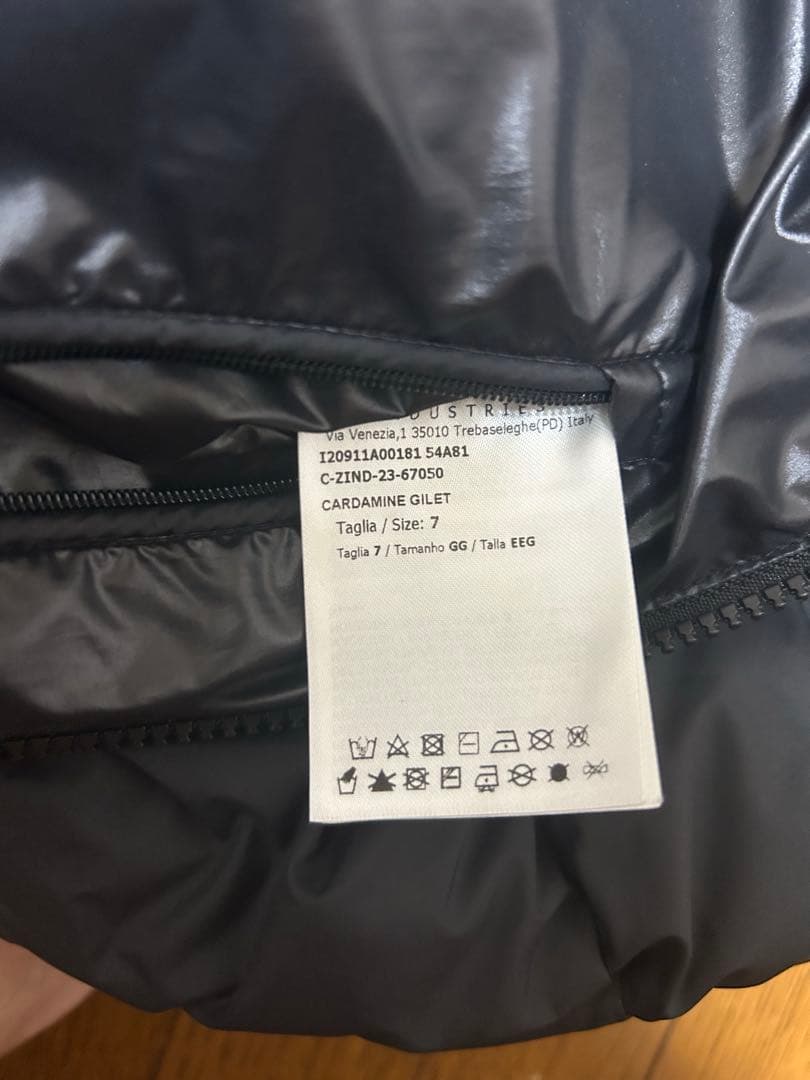 DUSTRIES
Via Venezia,1 35010 Trebaseleghe(PD) Italy
I20911A00181 54A81
C-ZIND-23-67050
CARDAMINE GILET
Taglia / Size: 7
Taglia 7 / Tamanho GG / Talla EEG